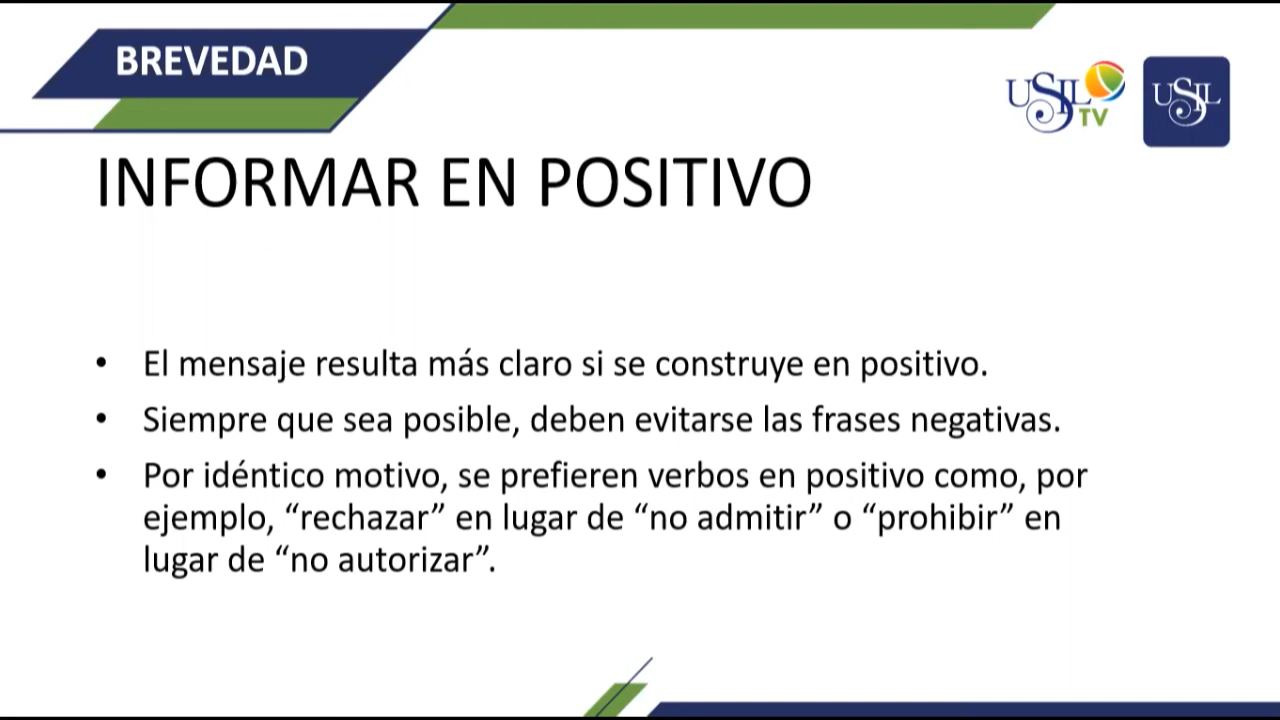 BREVEDAD
USIL
TV
USIL
INFORMAR EN POSITIVO
• El mensaje resulta más claro si se construye en positivo.
• Siempre que sea posible, deben evitarse las frases negativas.
• Por idéntico motivo, se prefieren verbos en positivo como, por
ejemplo, “rechazar” en lugar de “no admitir” o “prohibir” en
lugar de “no autorizar”.